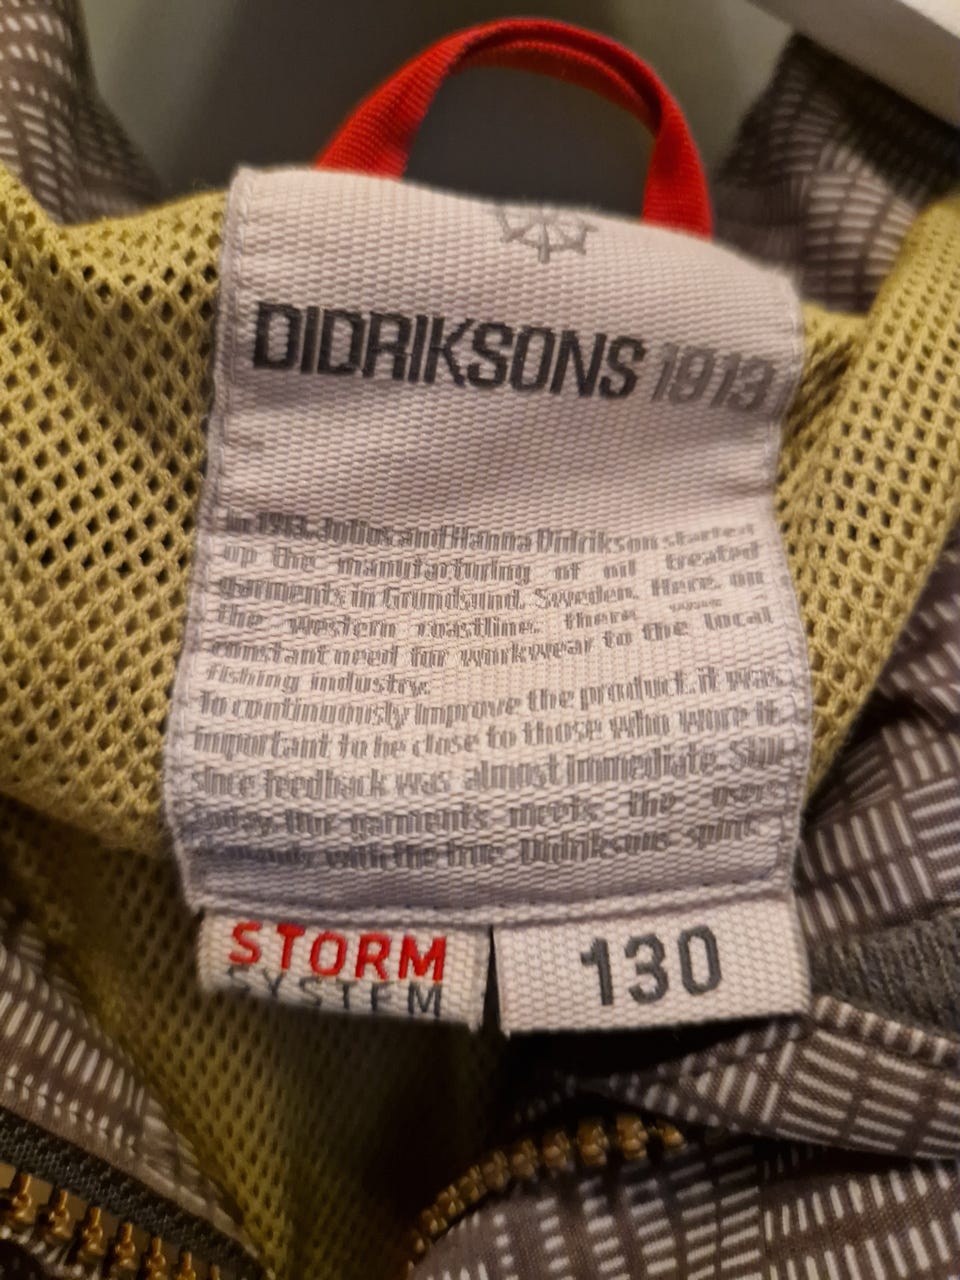 DIDRIKSONS 1913
In 1913, Julius and Hanna Didrikson started
up the manufacturing of oil treated
garments in Grundsund, Sweden. Here, on
the western coastline, there was
constant need for workwear to the local
fishing industry.
To continuously improve the product, it was
important to be close to those who wore it,
since feedback was almost immediate. Still
today our garments meets the users
demands with the true Didriksons spirit.
STORM
SYSTEM
130